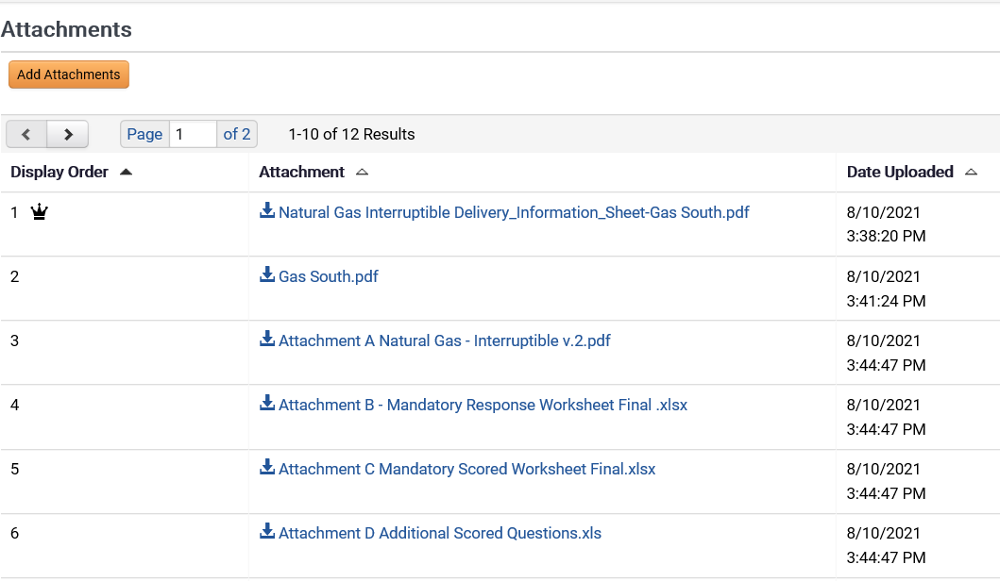 Attachments
Add Attachments
Page 1 of 2 1-10 of 12 Results
Display Order Attachment Date Uploaded
1 Natural Gas Interruptible Delivery_Information_Sheet-Gas South.pdf 8/10/2021
3:38:20 PM
2 Gas South.pdf 8/10/2021
3:41:24 PM
3 Attachment A Natural Gas - Interruptible v.2.pdf 8/10/2021
3:44:47 PM
4 Attachment B - Mandatory Response Worksheet Final .xlsx 8/10/2021
3:44:47 PM
5 Attachment C Mandatory Scored Worksheet Final.xlsx 8/10/2021
3:44:47 PM
6 Attachment D Additional Scored Questions.xls 8/10/2021
3:44:47 PM